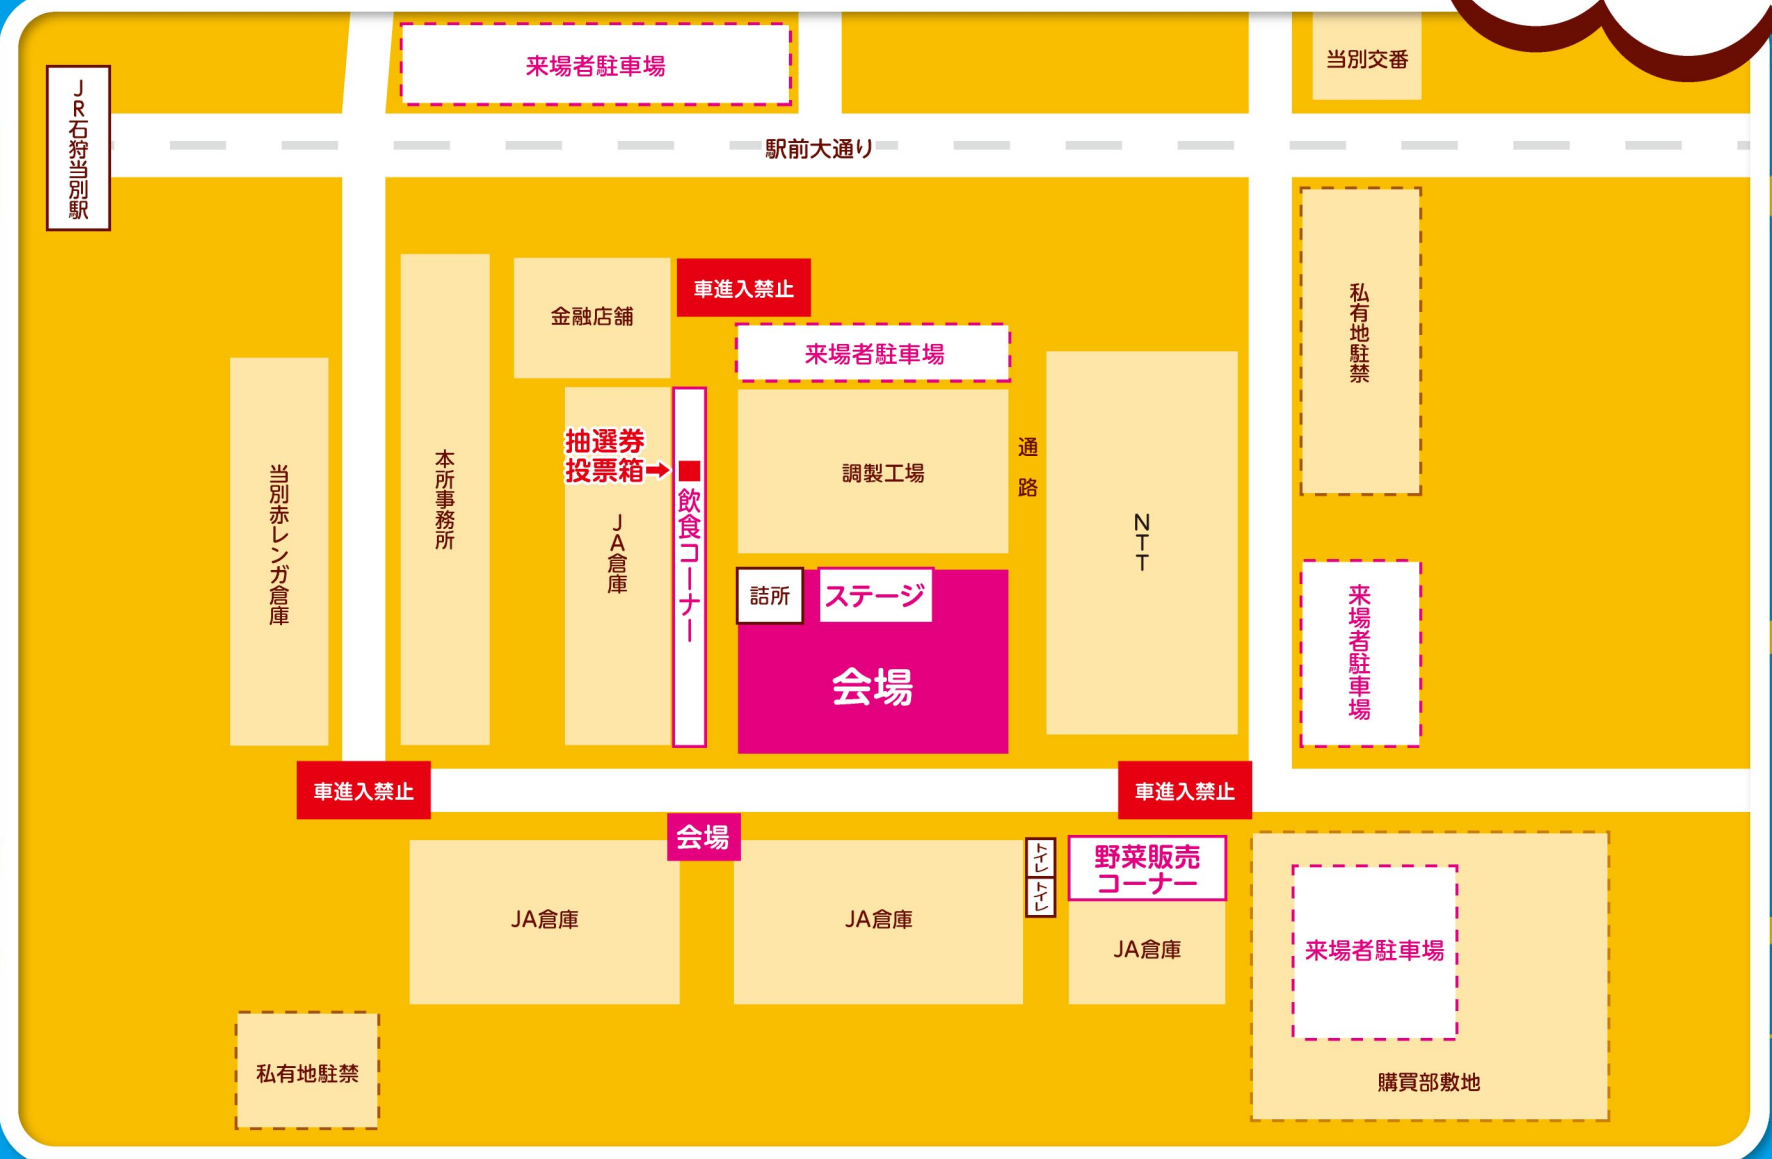 来場者駐車場
当別交番
JR石狩当別駅
駅前大通り
金融店舗
車進入禁止
来場者駐車場
私有地駐禁
抽選券
投票箱➡
飲食コーナー
調製工場
通路
本所事務所
当別赤レンガ倉庫
JA倉庫
NTT
詰所
ステージ
会場
来場者駐車場
車進入禁止
車進入禁止
会場
トイレ
トイレ
野菜販売
コーナー
JA倉庫
JA倉庫
JA倉庫
来場者駐車場
私有地駐禁
購買部敷地